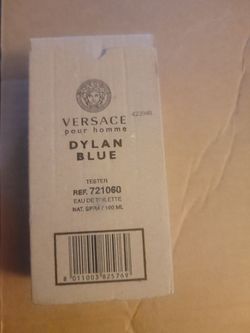 VERSACE
pour homme
DYLAN
BLUE
TESTER
REF. 721060
EAU DE TOILETTE
NAT. SPRAY 100 ML
8 011003 825769